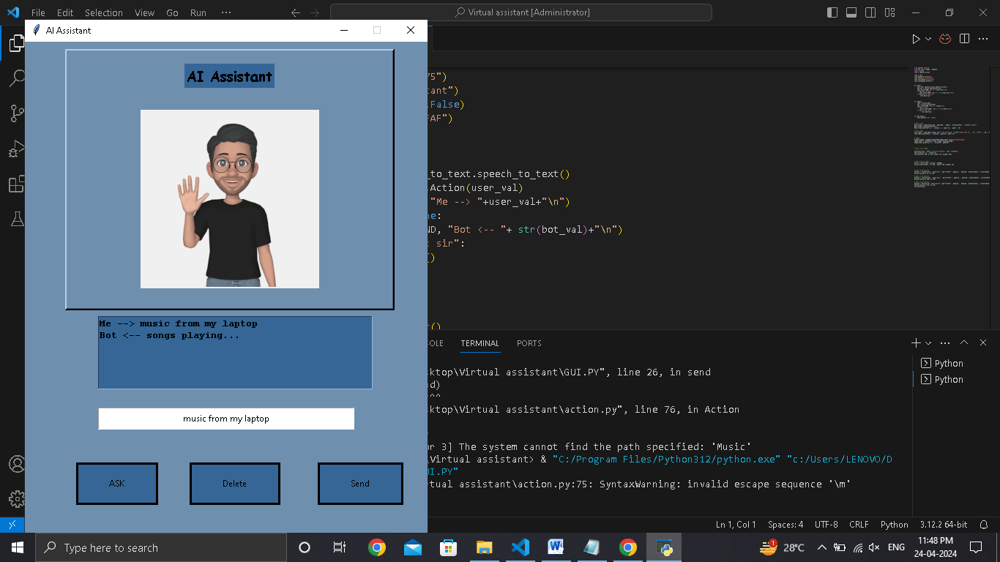 File Edit Selection View Go Run ···
Virtual assistant [Administrator]
AI Assistant
AI Assistant
75")
tant")
False)
FAF")
_to_text.speech_to_text()
.Action(user_val)
"Me --> "+user_val+"\n")
ne:
ND, "Bot <-- "+ str(bot_val)+"\n")
sir":
()
()
Me --> music from my laptop
Bot <-- songs playing...
music from my laptop
ASK Delete Send
OLE TERMINAL PORTS
Python
Python
ktop\Virtual assistant\GUI.PY", line 26, in send
d)
^^
ktop\Virtual assistant\action.py", line 76, in Action
or 3] The system cannot find the path specified: 'Music'
\Virtual assistant> & "C:/Program Files/Python312/python.exe" "c:/Users/LENOVO/D
UI.PY"
rtual assistant\action.py:75: SyntaxWarning: invalid escape sequence '\m'
Ln 1, Col 1 Spaces: 4 UTF-8 CRLF Python 3.12.2 64-bit
Type here to search
1
28°C
ENG
11:48 PM
24-04-2024